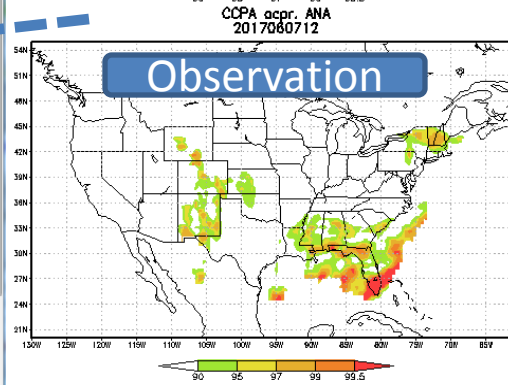 CCPA acpr. ANA
2017060712
Observation
54N
51N
48N
45N
42N
39N
36N
33N
30N
27N
24N
21N
130W 125W 120W 115W 110W 105W 100W 95W 90W 85W 80W 75W 70W 65W
90 95 97 99 99.5